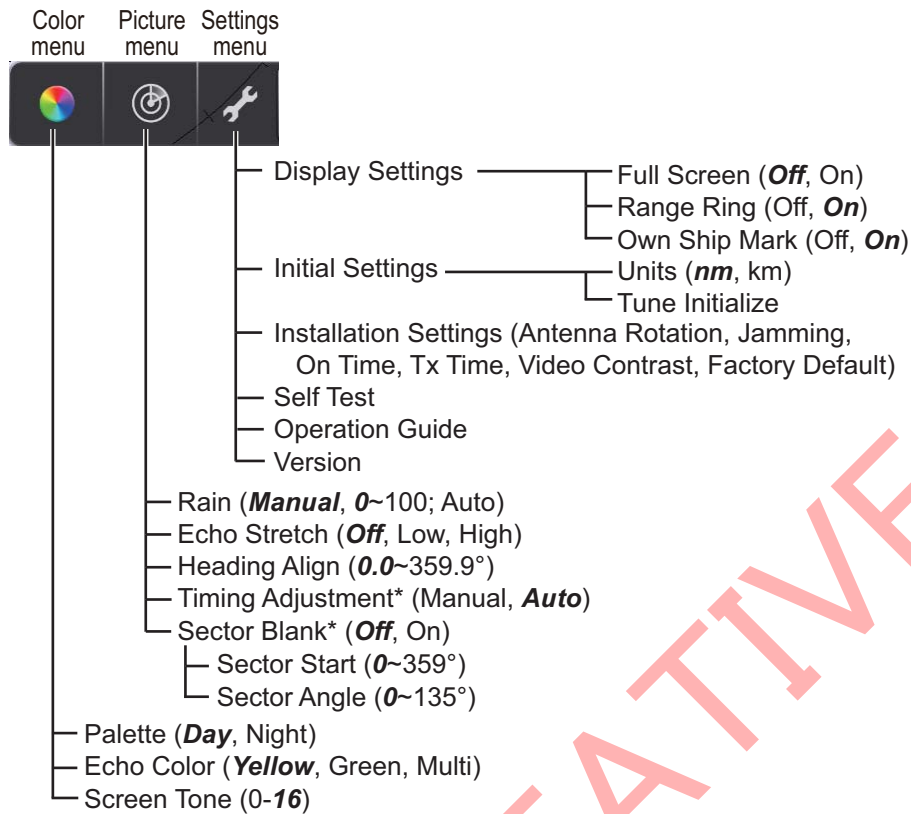 Color menu
Picture menu
Settings menu
Display Settings
Full Screen (Off, On)
Range Ring (Off, On)
Own Ship Mark (Off, On)
Initial Settings
Units (nm, km)
Tune Initialize
Installation Settings (Antenna Rotation, Jamming,
On Time, Tx Time, Video Contrast, Factory Default)
Self Test
Operation Guide
Version
Rain (Manual, 0~100; Auto)
Echo Stretch (Off, Low, High)
Heading Align (0.0~359.9°)
Timing Adjustment* (Manual, Auto)
Sector Blank* (Off, On)
Sector Start (0~359°)
Sector Angle (0~135°)
Palette (Day, Night)
Echo Color (Yellow, Green, Multi)
Screen Tone (0-16)
TATIVE